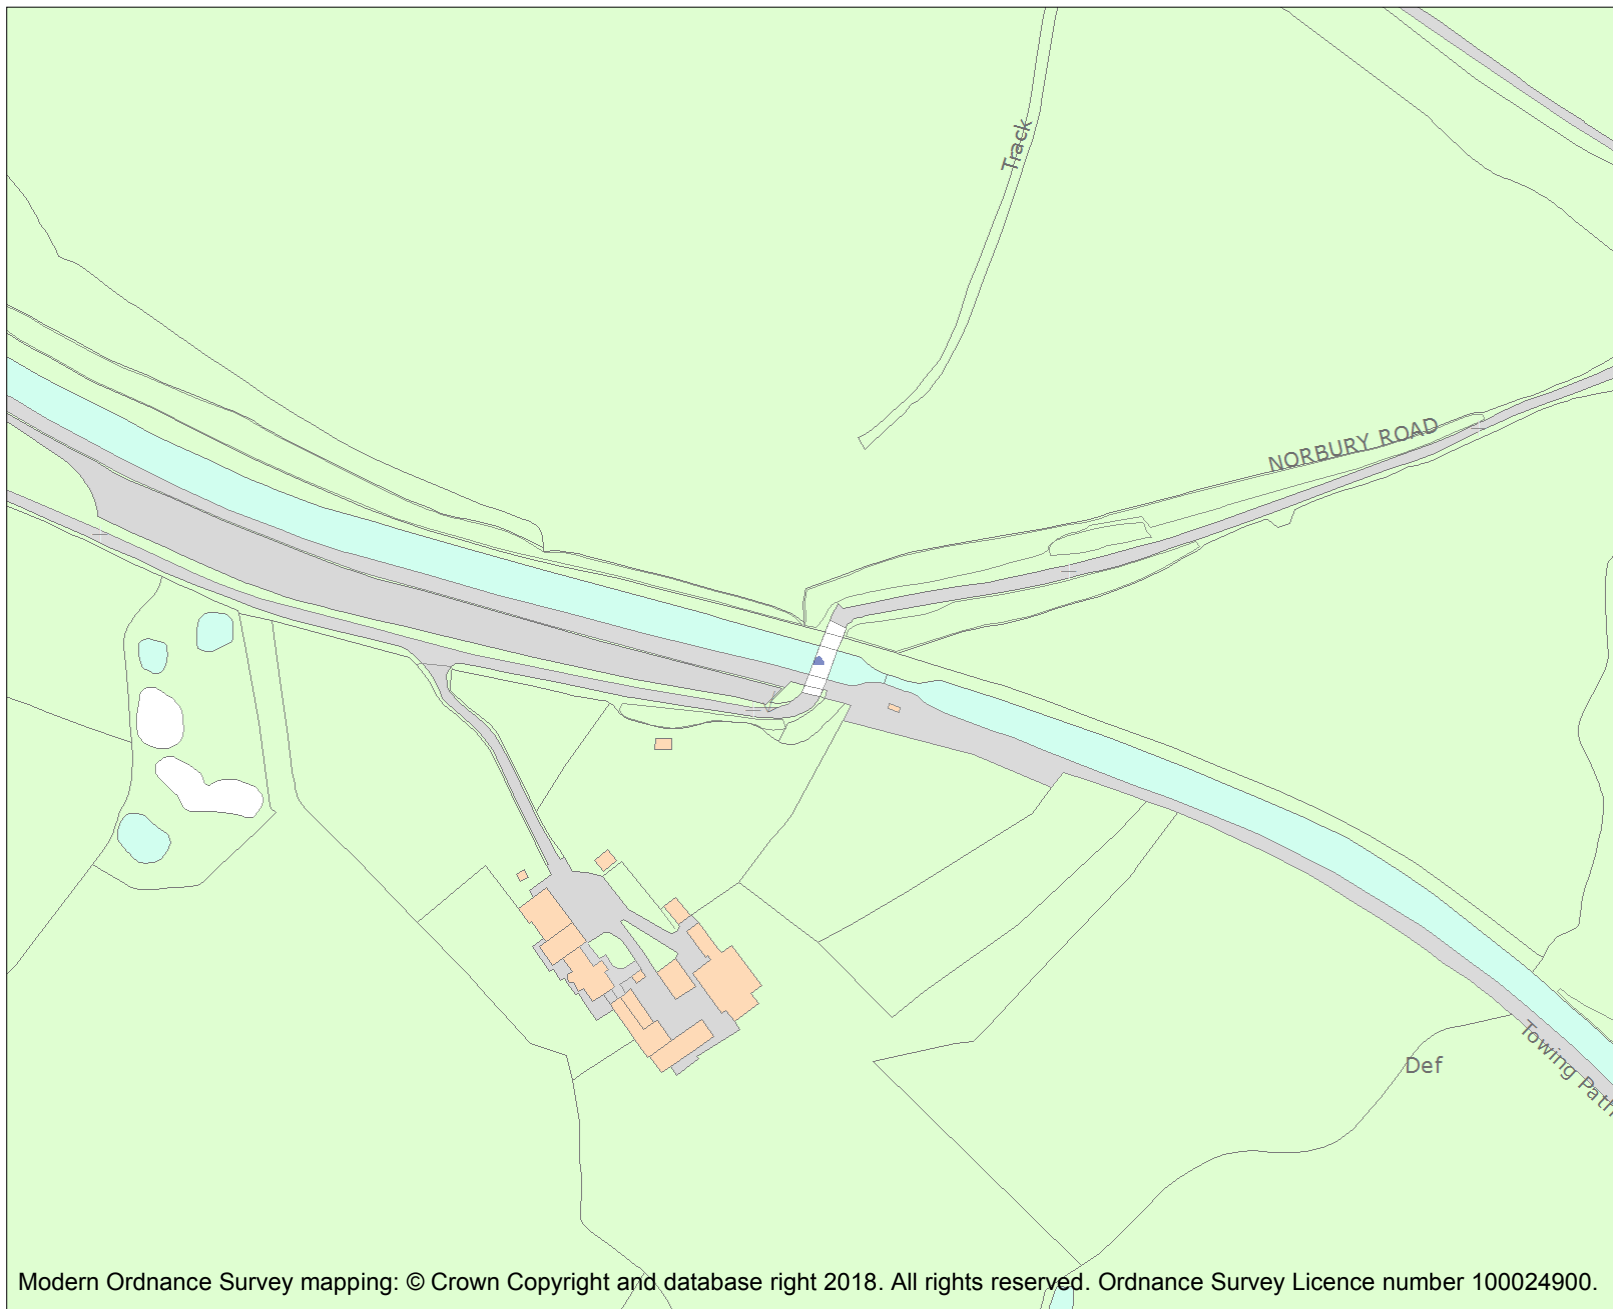 Track
NORBURY ROAD
Towing Path
Def
Modern Ordnance Survey mapping: © Crown Copyright and database right 2018. All rights reserved. Ordnance Survey Licence number 100024900.